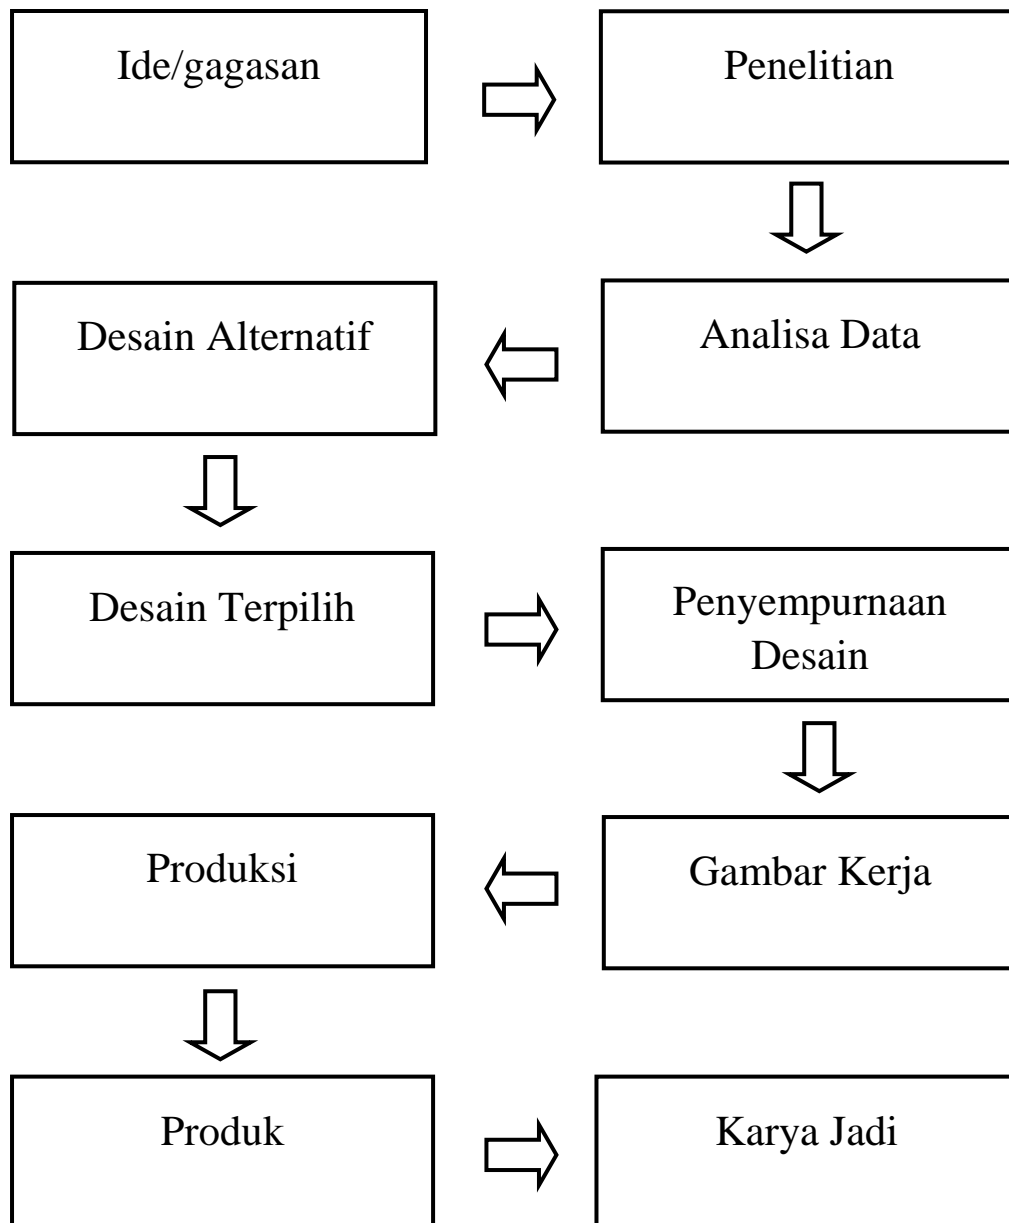 Ide/gagasan
Penelitian
Analisa Data
Desain Alternatif
Desain Terpilih
Penyempurnaan
Desain
Gambar Kerja
Produksi
Produk
Karya Jadi